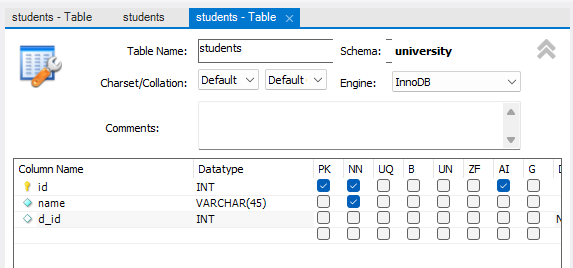 students - Table students students - Table
Table Name: students Schema: university
Charset/Collation: Default Default Engine: InnoDB
Comments:
Column Name Datatype PK NN UQ B UN ZF AI G
id INT
name VARCHAR(45)
d_id INT